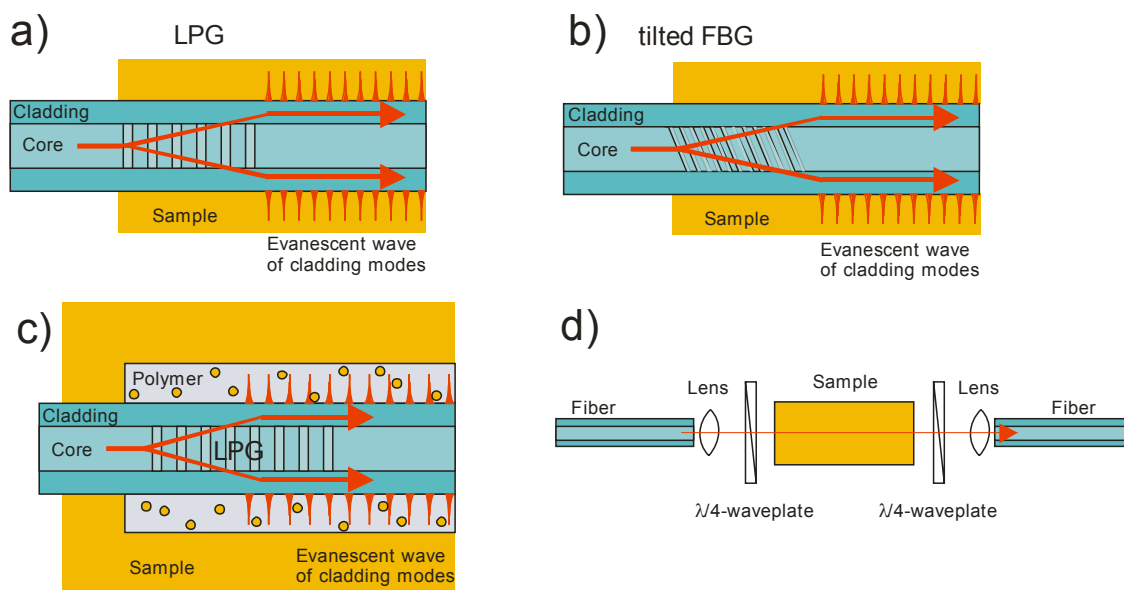 a)
LPG
Cladding
Core
Sample
Evanescent wave
of cladding modes
b)
tilted FBG
Cladding
Core
Sample
Evanescent wave
of cladding modes
c)
Polymer
Cladding
Core
LPG
Sample
Evanescent wave
of cladding modes
d)
Fiber
Lens
Sample
Lens
Fiber
λ/4-waveplate
λ/4-waveplate